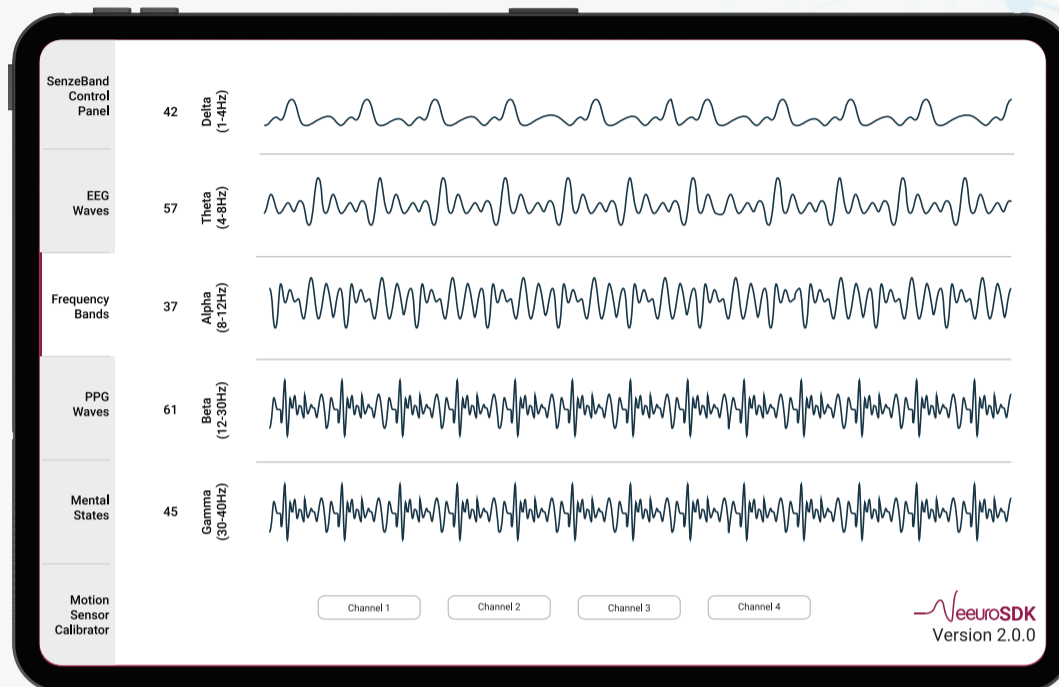 SenzeBand
Control
Panel
EEG
Waves
Frequency
Bands
PPG
Waves
Mental
States
Motion
Sensor
Calibrator
42
Delta
(1-4Hz)
57
Theta
(4-8Hz)
37
Alpha
(8-12Hz)
61
Beta
(12-30Hz)
45
Gamma
(30-40Hz)
Channel 1
Channel 2
Channel 3
Channel 4
NeeuroSDK
Version 2.0.0